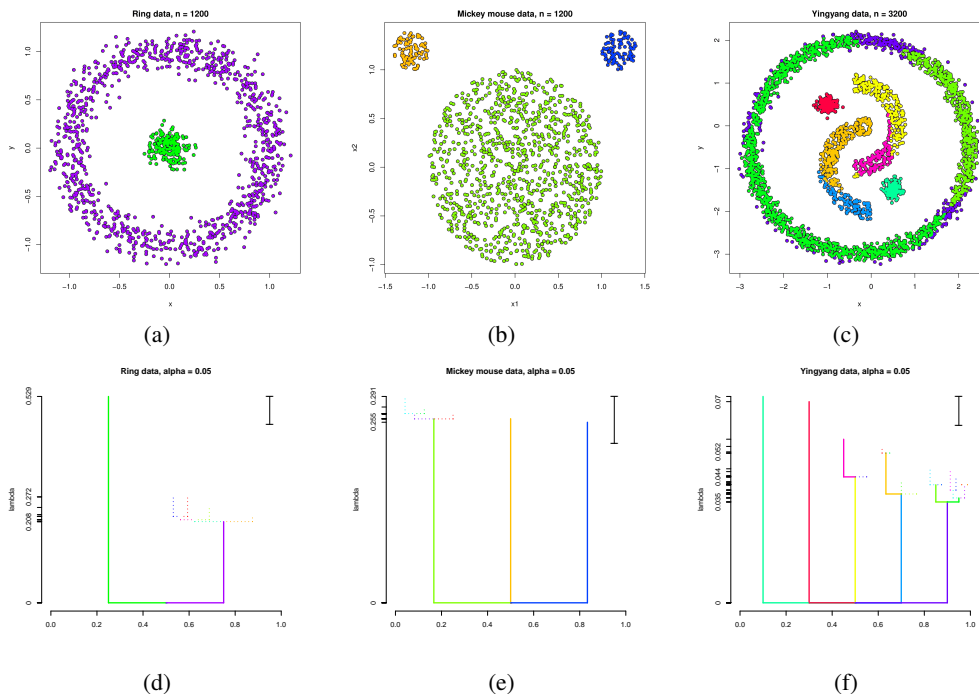 Ring data, n = 1200
Mickey mouse data, n = 1200
Yingyang data, n = 3200
y
1.0
0.5
0.0
−0.5
−1.0
−1.0 −0.5 0.0 0.5 1.0
x
x2
1.0
0.5
0.0
−0.5
−1.0
−1.5 −1.0 −0.5 0.0 0.5 1.0 1.5
x1
y
2
1
0
−1
−2
−3
−3 −2 −1 0 1 2
x
(a)
(b)
(c)
Ring data, alpha = 0.05
Mickey mouse data, alpha = 0.05
Yingyang data, alpha = 0.05
lambda
0.529
0.272
0.208
0
0.0 0.2 0.4 0.6 0.8 1.0
lambda
0.291
0.255
0
0.0 0.2 0.4 0.6 0.8 1.0
lambda
0.07
0.052
0.044
0.035
0
0.0 0.2 0.4 0.6 0.8 1.0
(d)
(e)
(f)